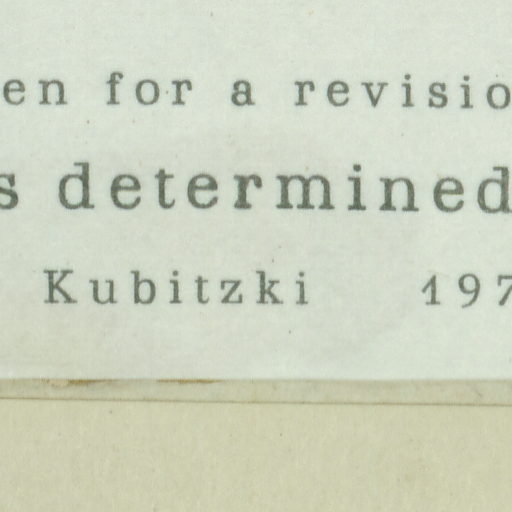 en for a revisio
s determined
Kubitzki 197